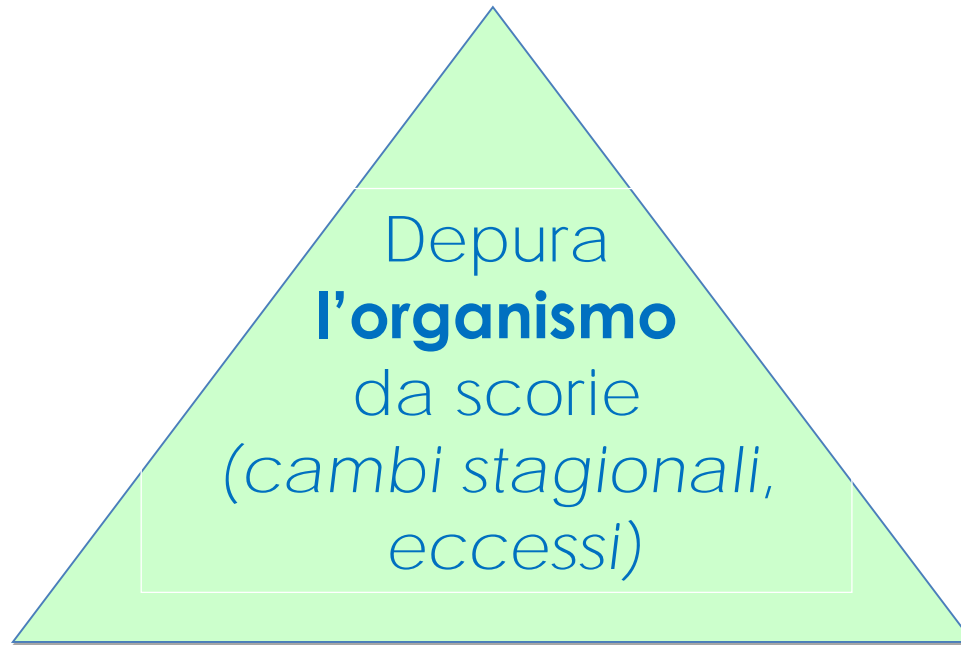 Depura
l’organismo
da scorie
(cambi stagionali,
eccessi)